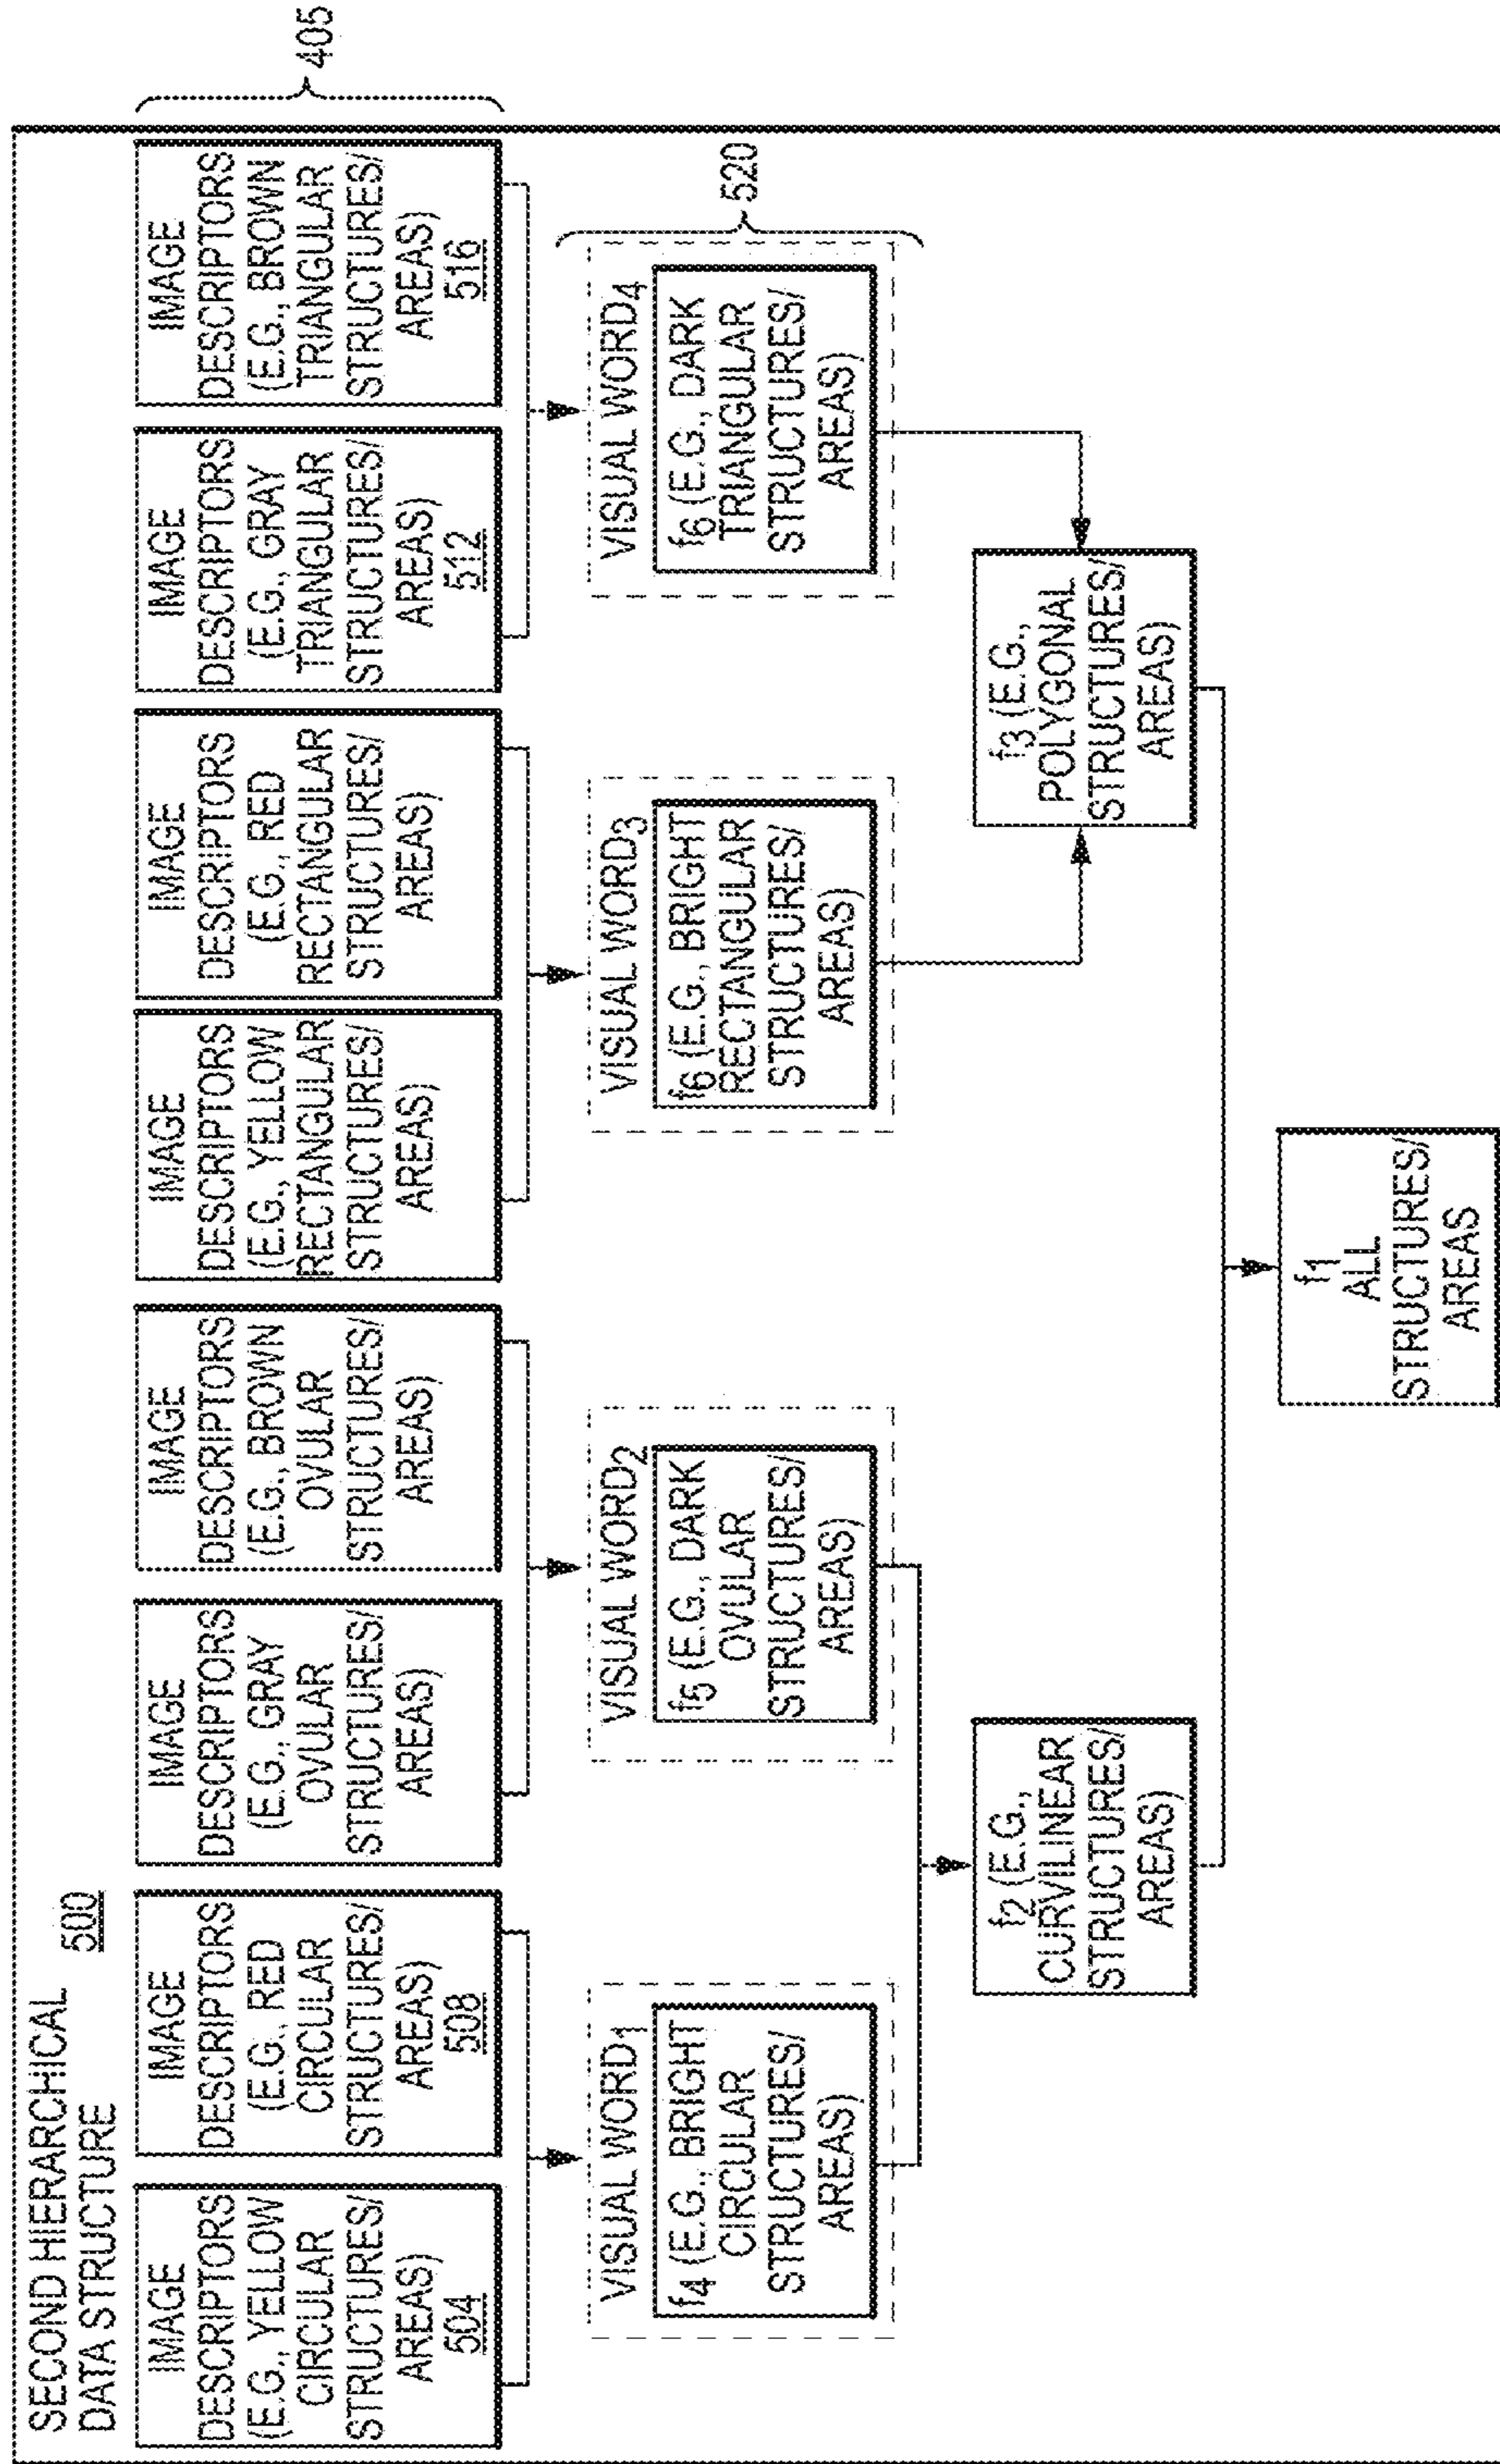 SECOND HIERARCHICAL
DATA STRUCTURE
500
IMAGE
DESCRIPTORS
(E.G., YELLOW
CIRCULAR
STRUCTURES/
AREAS)
504
IMAGE
DESCRIPTORS
(E.G., RED
CIRCULAR
STRUCTURES/
AREAS)
508
IMAGE
DESCRIPTORS
(E.G., GRAY
OVULAR
STRUCTURES/
AREAS)
IMAGE
DESCRIPTORS
(E.G., BROWN
OVULAR
STRUCTURES/
AREAS)
IMAGE
DESCRIPTORS
(E.G., YELLOW
RECTANGULAR
STRUCTURES/
AREAS)
IMAGE
DESCRIPTORS
(E.G., RED
RECTANGULAR
STRUCTURES/
AREAS)
IMAGE
DESCRIPTORS
(E.G., GRAY
TRIANGULAR
STRUCTURES/
AREAS)
512
IMAGE
DESCRIPTORS
(E.G., BROWN
TRIANGULAR
STRUCTURES/
AREAS)
516
405
VISUAL WORD1
f4 (E.G., BRIGHT
CIRCULAR
STRUCTURES/
AREAS)
VISUAL WORD2
f5 (E.G., DARK
OVULAR
STRUCTURES/
AREAS)
VISUAL WORD3
f6 (E.G., BRIGHT
RECTANGULAR
STRUCTURES/
AREAS)
VISUAL WORD4
f6 (E.G., DARK
TRIANGULAR
STRUCTURES/
AREAS)
520
f2 (E.G.,
CURVILINEAR
STRUCTURES/
AREAS)
f3 (E.G.,
POLYGONAL
STRUCTURES/
AREAS)
f1
ALL
STRUCTURES/
AREAS